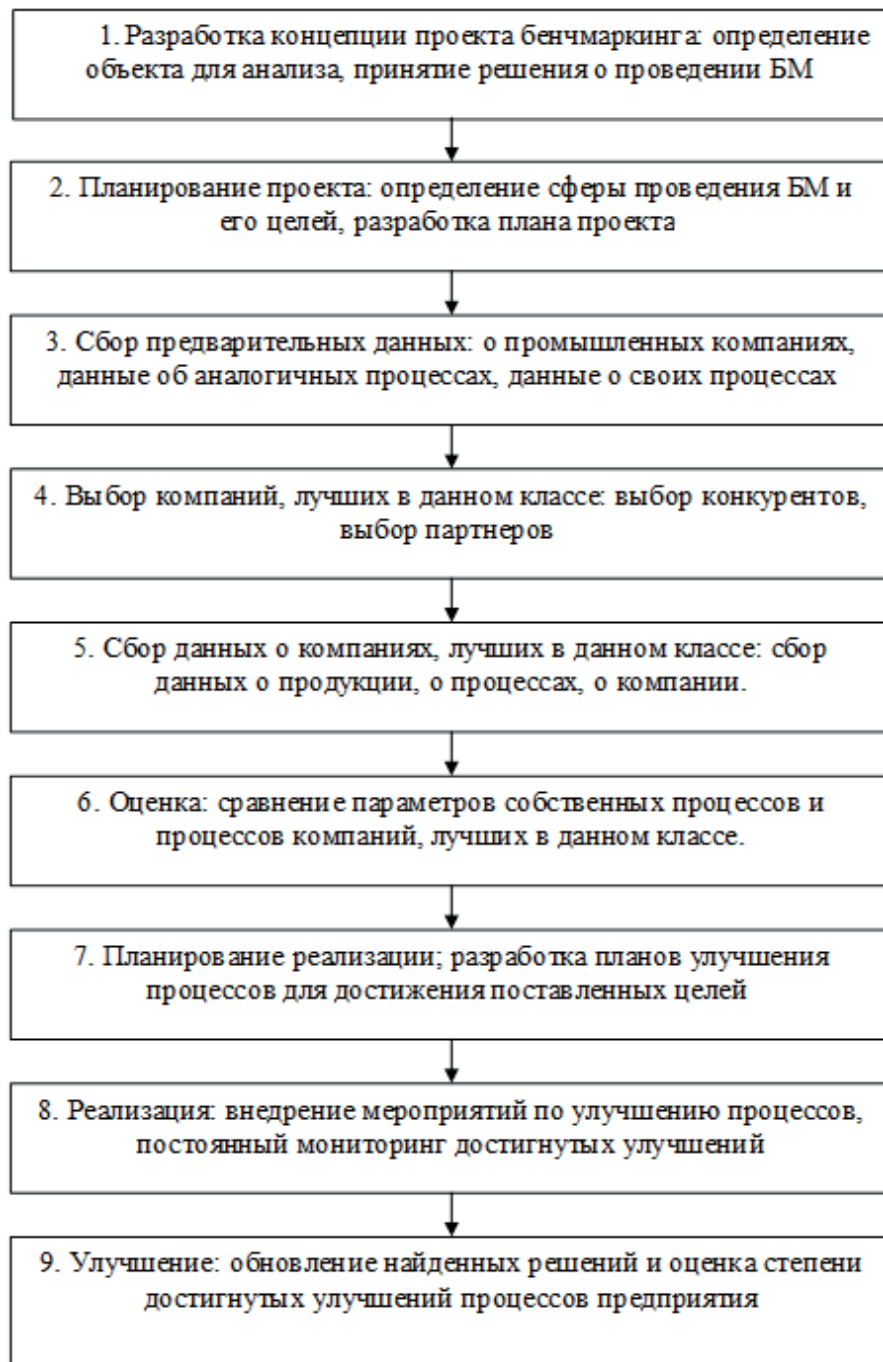 1. Разработка концепции проекта бенчмаркинга: определение
объекта для анализа, принятие решения о проведении БМ
2. Планирование проекта: определение сферы проведения БМ и
его целей, разработка плана проекта
3. Сбор предварительных данных: о промышленных компаниях,
данные об аналогичных процессах, данные о своих процессах
4. Выбор компаний, лучших в данном классе: выбор конкурентов,
выбор партнеров
5. Сбор данных о компаниях, лучших в данном классе: сбор
данных о продукции, о процессах, о компании.
6. Оценка: сравнение параметров собственных процессов и
процессов компаний, лучших в данном классе.
7. Планирование реализации; разработка планов улучшения
процессов для достижения поставленных целей
8. Реализация: внедрение мероприятий по улучшению процессов,
постоянный мониторинг достигнутых улучшений
9. Улучшение: обновление найденных решений и оценка степени
достигнутых улучшений процессов предприятия